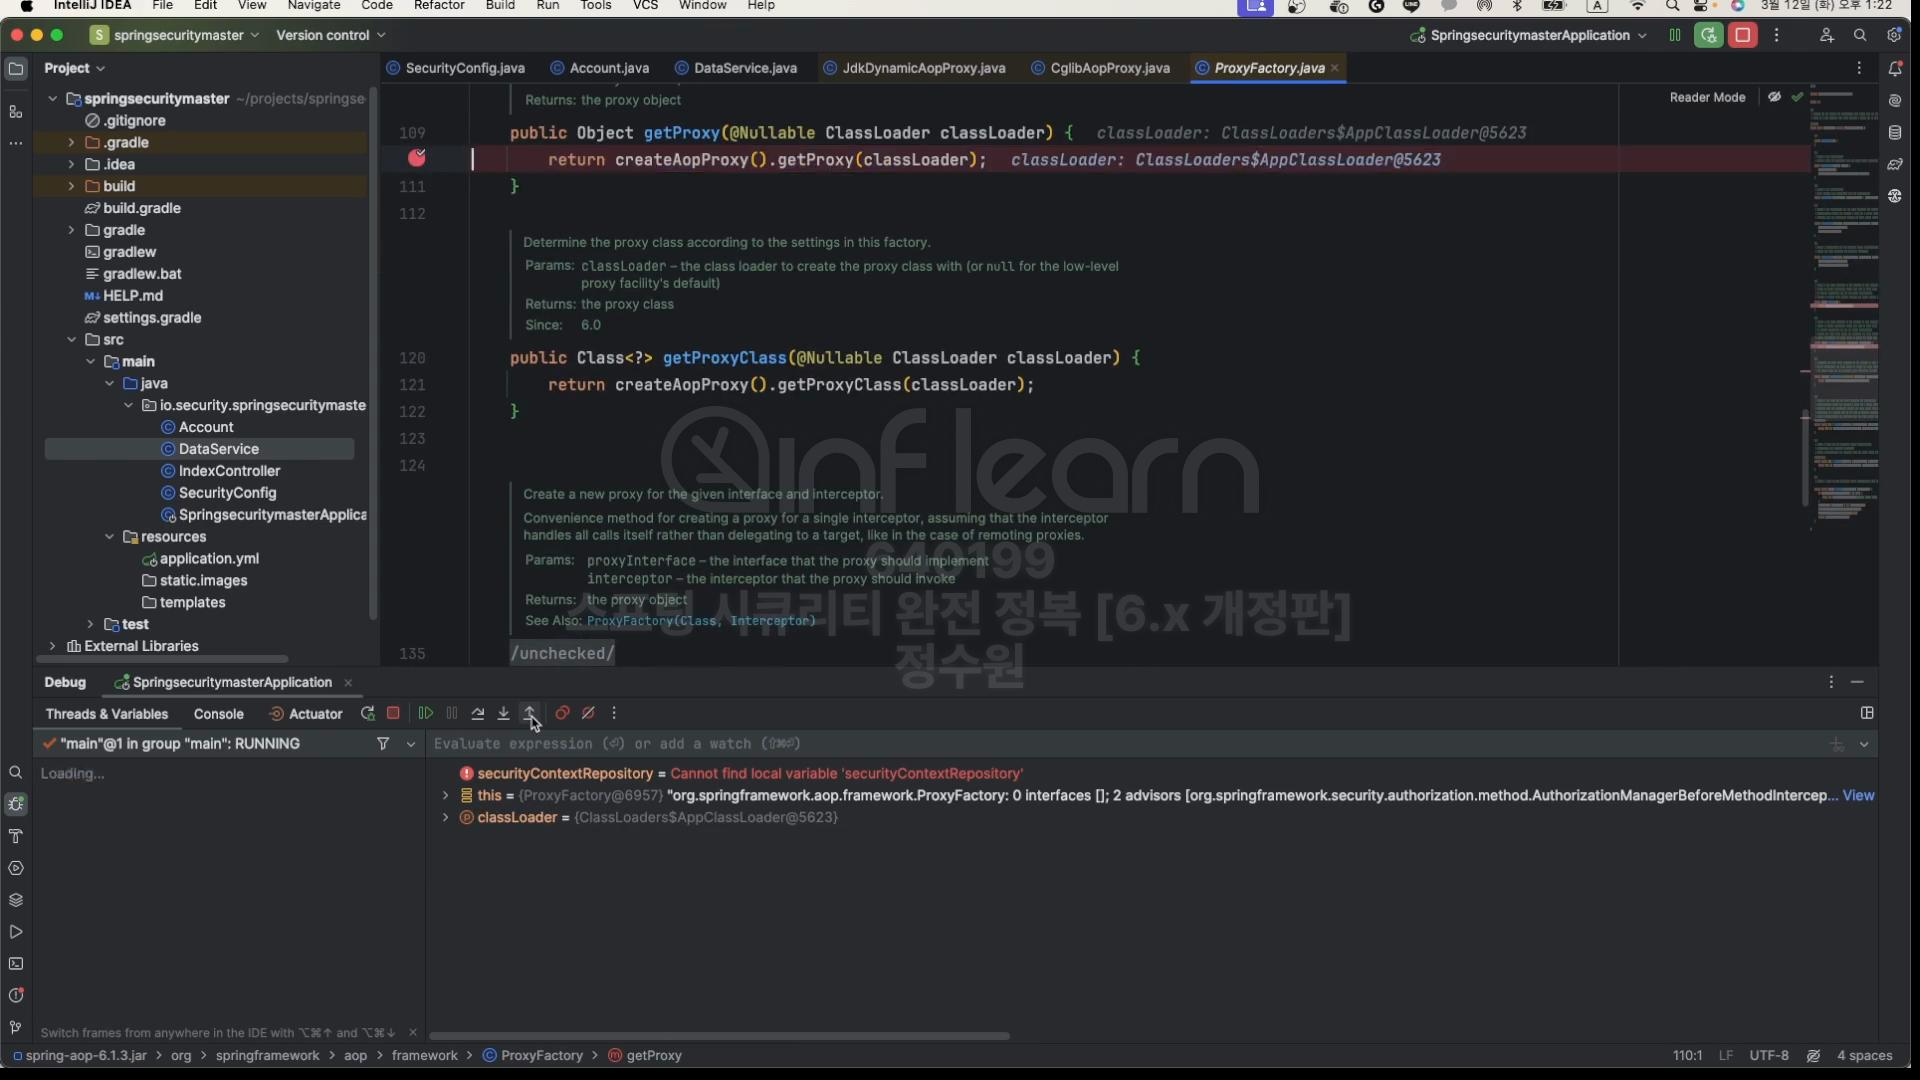 IntelliJ IDEA File Edit View Navigate Code Refactor Build Run Tools VCS Window Help 3월 12일 (화) 오후 1:22
S springsecuritymaster Version control SpringsecuritymasterApplication
Project SecurityConfig.java Account.java DataService.java JdkDynamicAopProxy.java CglibAopProxy.java ProxyFactory.java
springsecuritymaster ~/projects/springse
.gitignore
.gradle
.idea
build
build.gradle
gradle
gradlew
gradlew.bat
HELP.md
settings.gradle
src
main
java
io.security.springsecuritymaste
Account
DataService
IndexController
SecurityConfig
SpringsecuritymasterApplica
resources
application.yml
static.images
templates
test
External Libraries
Reader Mode
Returns: the proxy object
109 public Object getProxy(@Nullable ClassLoader classLoader) { classLoader: ClassLoaders$AppClassLoader@5623
return createAopProxy().getProxy(classLoader); classLoader: ClassLoaders$AppClassLoader@5623
111 }
112
Determine the proxy class according to the settings in this factory.
Params: classLoader – the class loader to create the proxy class with (or null for the low-level
proxy facility's default)
Returns: the proxy class
Since: 6.0
120 public Class<?> getProxyClass(@Nullable ClassLoader classLoader) {
121 return createAopProxy().getProxyClass(classLoader);
122 }
123
124
Create a new proxy for the given interface and interceptor.
Convenience method for creating a proxy for a single interceptor, assuming that the interceptor
handles all calls itself rather than delegating to a target, like in the case of remoting proxies.
Params: proxyInterface – the interface that the proxy should implement
interceptor – the interceptor that the proxy should invoke
Returns: the proxy object
See Also: ProxyFactory(Class, Interceptor)
135 /unchecked/
inflearn
640199
스프링 시큐리티 완전 정복 [6.x 개정판]
정수원
Debug SpringsecuritymasterApplication
Threads & Variables Console Actuator
"main"@1 in group "main": RUNNING
Evaluate expression (⏎) or add a watch (⇧⌘⏎)
Loading...
securityContextRepository = Cannot find local variable 'securityContextRepository'
this = {ProxyFactory@6957} "org.springframework.aop.framework.ProxyFactory: 0 interfaces []; 2 advisors [org.springframework.security.authorization.method.AuthorizationManagerBeforeMethodIntercep... View
classLoader = {ClassLoaders$AppClassLoader@5623}
Switch frames from anywhere in the IDE with ⌥⌘↑ and ⌥⌘↓
spring-aop-6.1.3.jar > org > springframework > aop > framework > ProxyFactory > getProxy 110:1 LF UTF-8 4 spaces